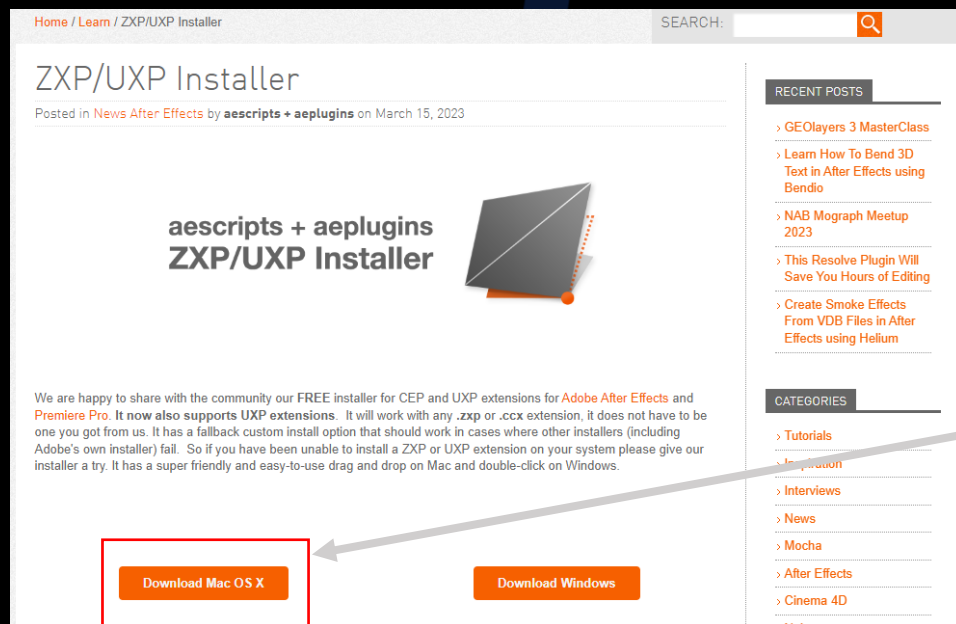 Home / Learn / ZXP/UXP Installer
SEARCH:
ZXP/UXP Installer
Posted in News After Effects by aescripts + aeplugins on March 15, 2023
aescripts + aeplugins
ZXP/UXP Installer
We are happy to share with the community our FREE installer for CEP and UXP extensions for Adobe After Effects and
Premiere Pro. It now also supports UXP extensions. It will work with any .zxp or .ccx extension, it does not have to be
one you got from us. It has a fallback custom install option that should work in cases where other installers (including
Adobe's own installer) fail. So if you have been unable to install a ZXP or UXP extension on your system please give our
installer a try. It has a super friendly and easy-to-use drag and drop on Mac and double-click on Windows.
Download Mac OS X
Download Windows
RECENT POSTS
› GEOlayers 3 MasterClass
› Learn How To Bend 3D
Text in After Effects using
Bendio
› NAB Mograph Meetup
2023
› This Resolve Plugin Will
Save You Hours of Editing
› Create Smoke Effects
From VDB Files in After
Effects using Helium
CATEGORIES
› Tutorials
› Interviews
› News
› Mocha
› After Effects
› Cinema 4D